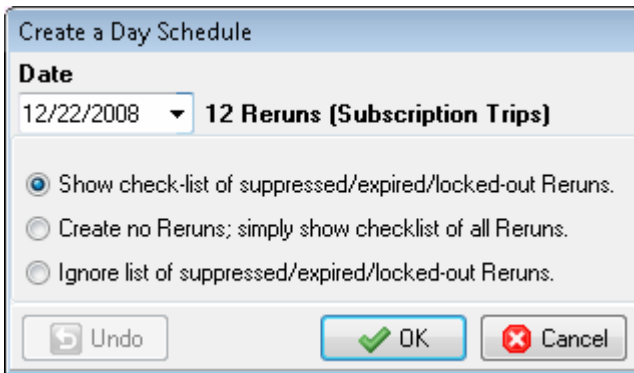 Create a Day Schedule
Date
12/22/2008 12 Reruns (Subscription Trips)
Show check-list of suppressed/expired/locked-out Reruns.
Create no Reruns; simply show checklist of all Reruns.
Ignore list of suppressed/expired/locked-out Reruns.
Undo OK Cancel